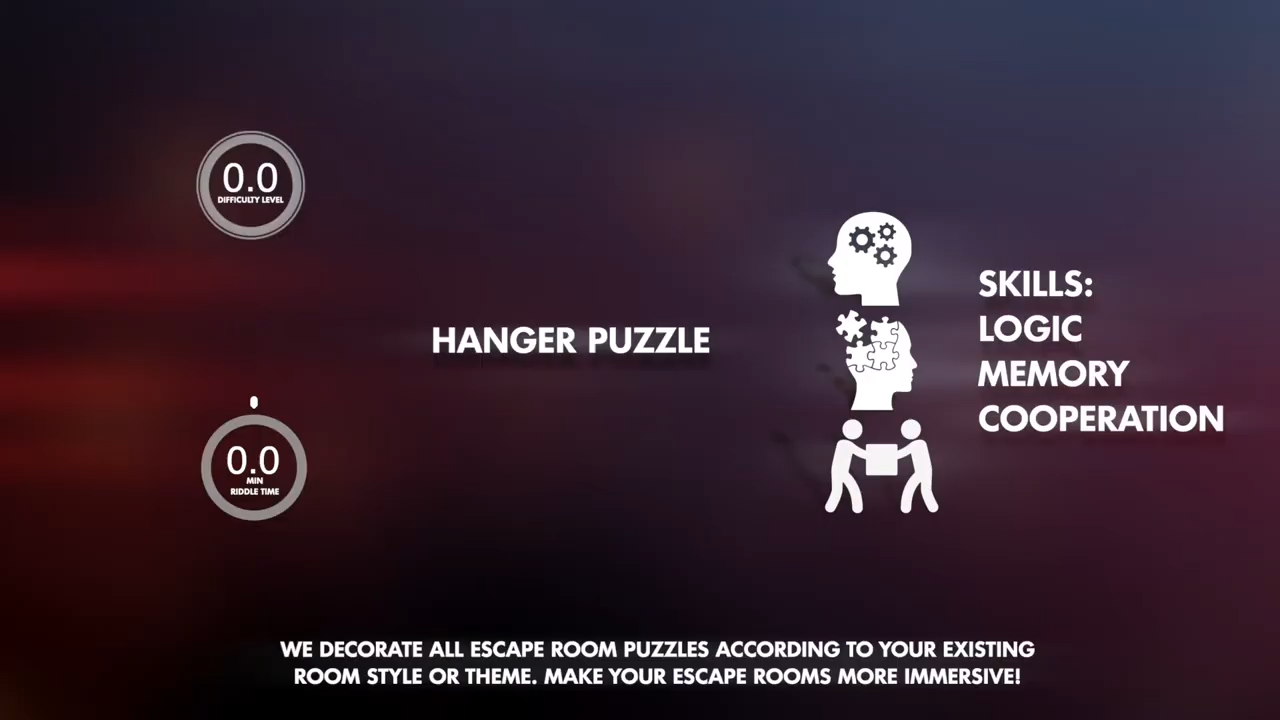 0.0
DIFFICULTY LEVEL
HANGER PUZZLE
0.0
MIN
RIDDLE TIME
SKILLS:
LOGIC
MEMORY
COOPERATION
WE DECORATE ALL ESCAPE ROOM PUZZLES ACCORDING TO YOUR EXISTING
ROOM STYLE OR THEME. MAKE YOUR ESCAPE ROOMS MORE IMMERSIVE!